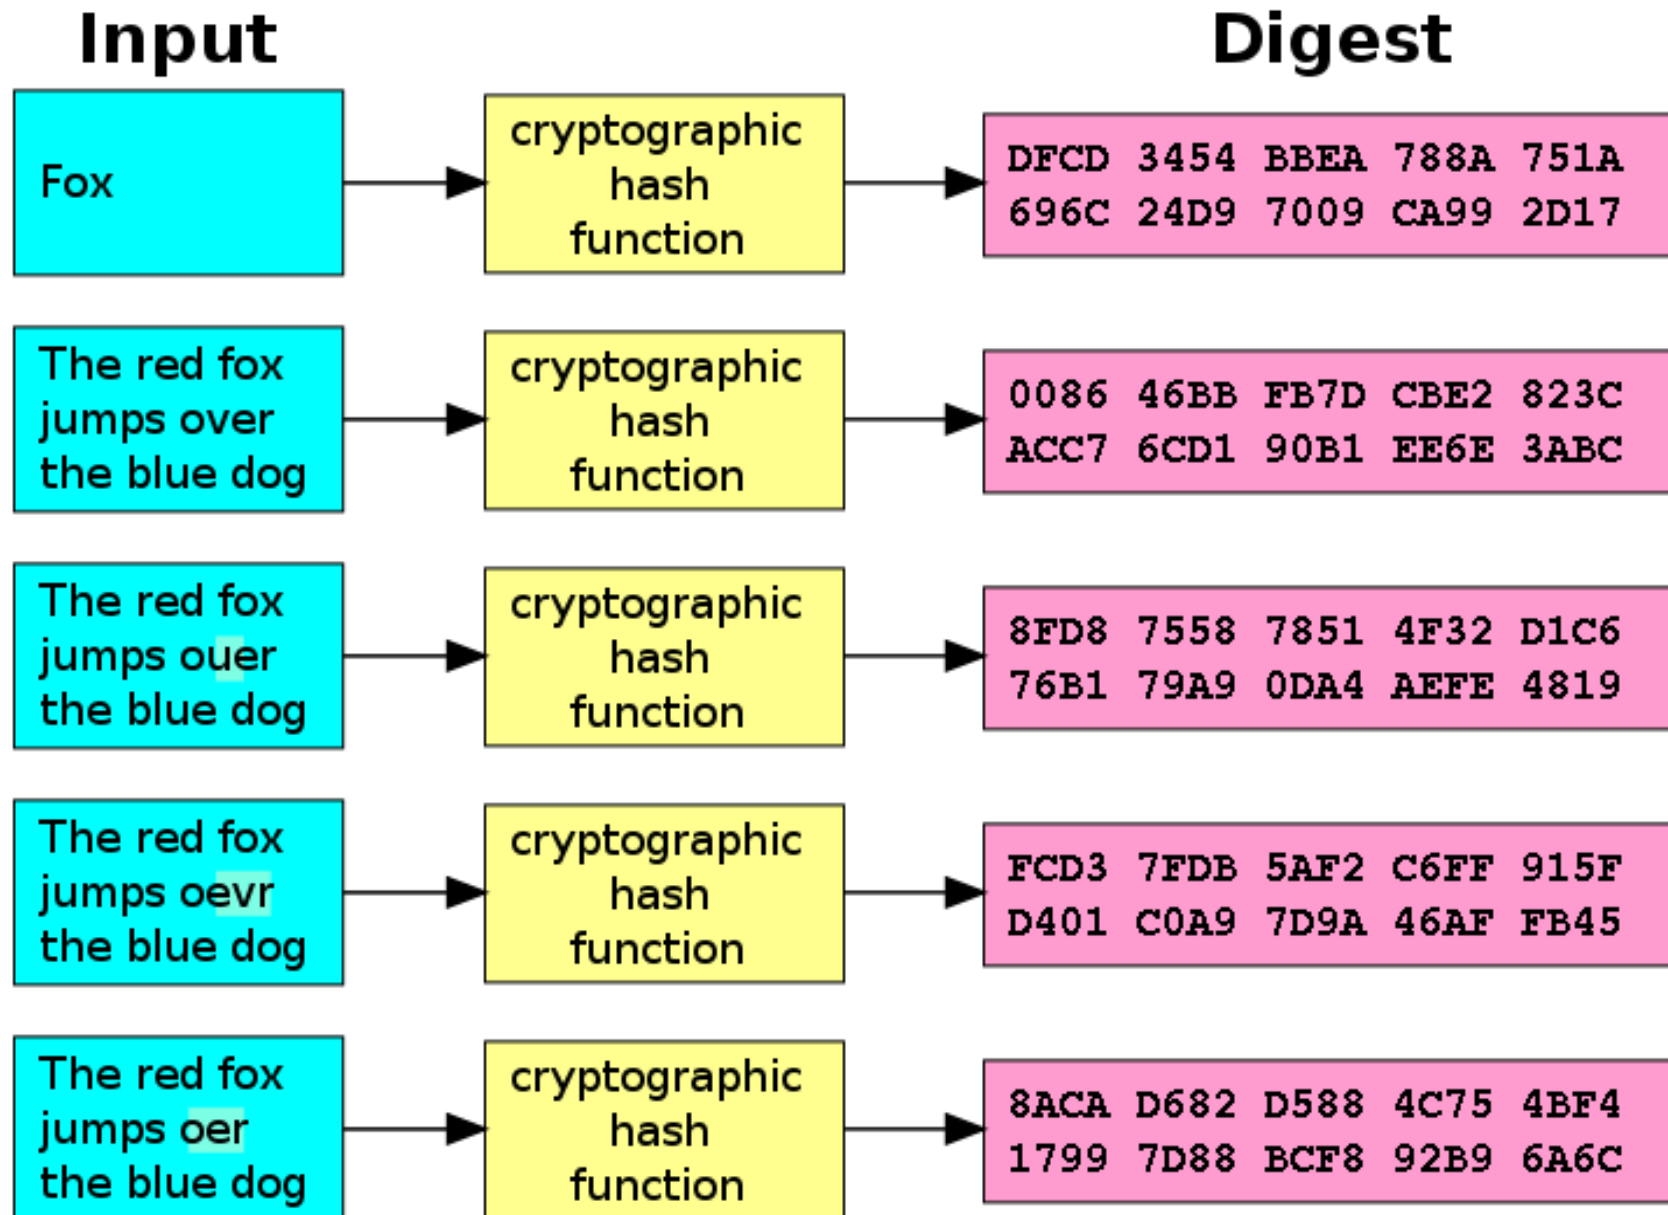 Input Digest
Fox
cryptographic
hash
function
DFCD 3454 BBEA 788A 751A
696C 24D9 7009 CA99 2D17
The red fox
jumps over
the blue dog
cryptographic
hash
function
0086 46BB FB7D CBE2 823C
ACC7 6CD1 90B1 EE6E 3ABC
The red fox
jumps ouer
the blue dog
cryptographic
hash
function
8FD8 7558 7851 4F32 D1C6
76B1 79A9 0DA4 AEFE 4819
The red fox
jumps oevr
the blue dog
cryptographic
hash
function
FCD3 7FDB 5AF2 C6FF 915F
D401 C0A9 7D9A 46AF FB45
The red fox
jumps oer
the blue dog
cryptographic
hash
function
8ACA D682 D588 4C75 4BF4
1799 7D88 BCF8 92B9 6A6C